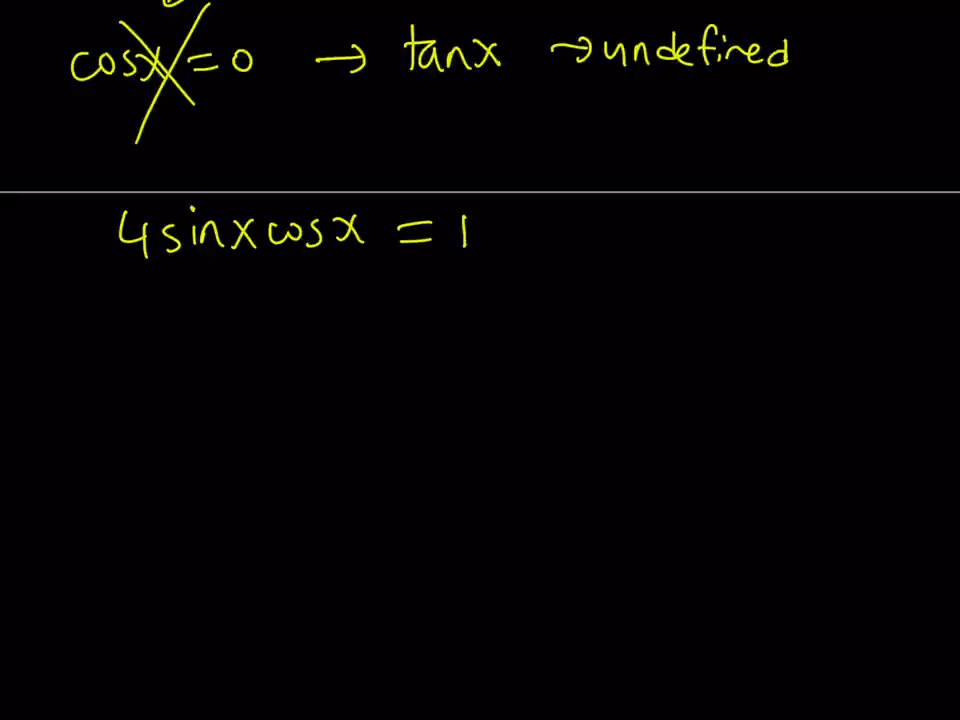 cosx = 0 → tanx → undefined
4sinxcosx = 1